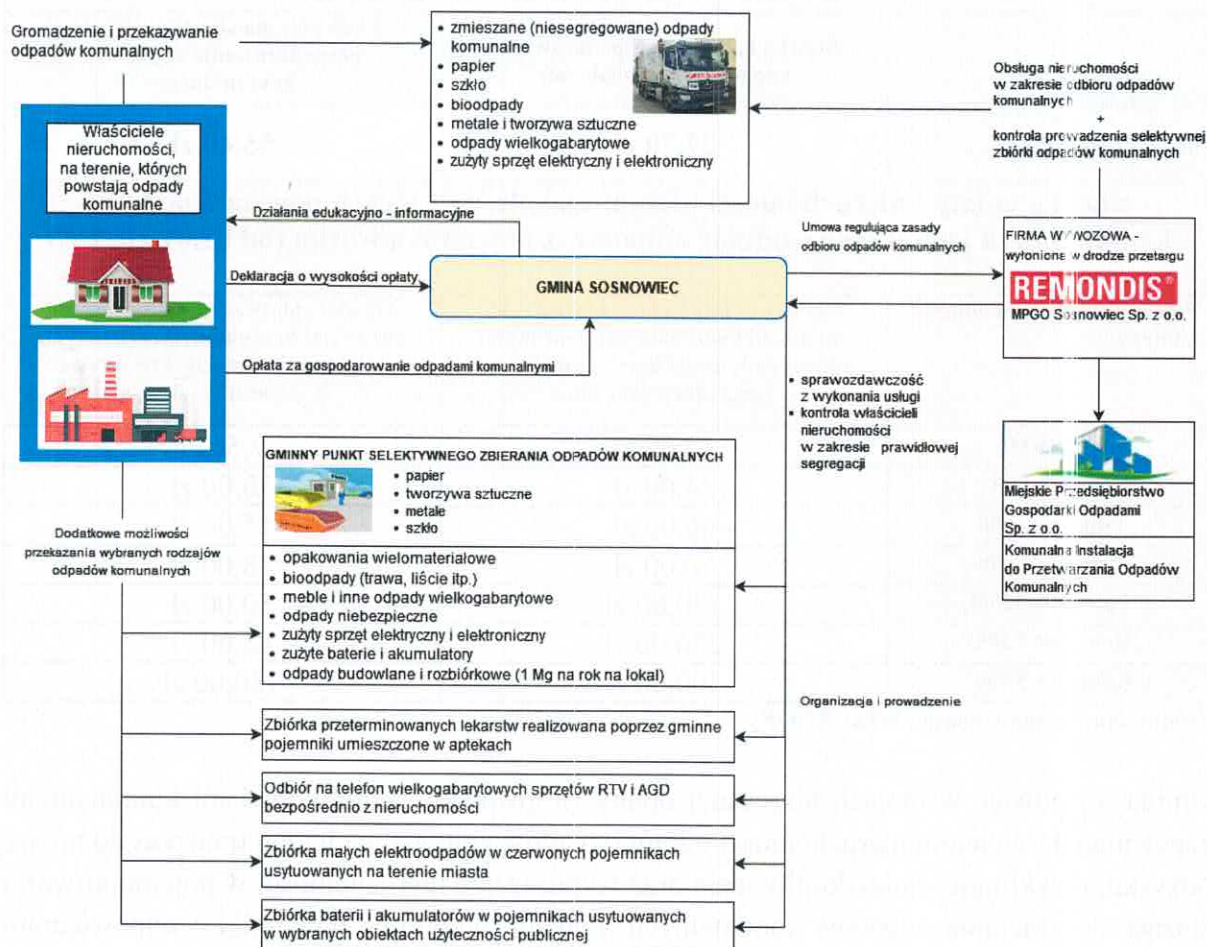 Gromadzenie i przekazywanie
odpadów komunalnych
• zmieszane (niesegregowane) odpady
komunalne
• papier
• szkło
• bioodpady
• metale i tworzywa sztuczne
• odpady wielkogabarytowe
• zużyty sprzęt elektryczny i elektroniczny
Obsługa nieruchomości
w zakresie odbioru odpadów
komunalnych
+
kontrola prowadzenia selektywnej
zbiórki odpadów komunalnych
Właściciele
nieruchomości,
na terenie, których
powstają odpady
komunalne
Działania edukacyjno - informacyjne
Deklaracja o wysokości opłaty
GMINA SOSNOWIEC
Opłata za gospodarowanie odpadami komunalnymi
Umowa regulująca zasady
odbioru odpadów komunalnych
FIRMA WYWOZOWA -
wyłoniona w drodze przetargu
REMONDIS®
MPGO Sosnowiec Sp. z o.o.
• sprawozdawczość
z wykonania usługi
• kontrola właścicieli
nieruchomości
w zakresie prawidłowej
segregacji
Miejskie Przedsiębiorstwo
Gospodarki Odpadami
Sp. z o.o.
Komunalna Instalacja
do Przetwarzania Odpadów
Komunalnych
GMINNY PUNKT SELEKTYWNEGO ZBIERANIA ODPADÓW KOMUNALNYCH
• papier
• tworzywa sztuczne
• metale
• szkło
• opakowania wielomateriałowe
• bioodpady (trawa, liście itp.)
• meble i inne odpady wielkogabarytowe
• odpady niebezpieczne
• zużyty sprzęt elektryczny i elektroniczny
• zużyte baterie i akumulatory
• odpady budowlane i rozbiórkowe (1 Mg na rok na lokal)
Dodatkowe możliwości
przekazania wybranych rodzajów
odpadów komunalnych
Organizacja i prowadzenie
Zbiórka przeterminowanych lekarstw realizowana poprzez gminne
pojemniki umieszczone w aptekach
Odbiór na telefon wielkogabarytowych sprzętów RTV i AGD
bezpośrednio z nieruchomości
Zbiórka małych elektroodpadów w czerwonych pojemnikach
usytuowanych na terenie miasta
Zbiórka baterii i akumulatorów w pojemnikach usytuowanych
w wybranych obiektach użyteczności publicznej